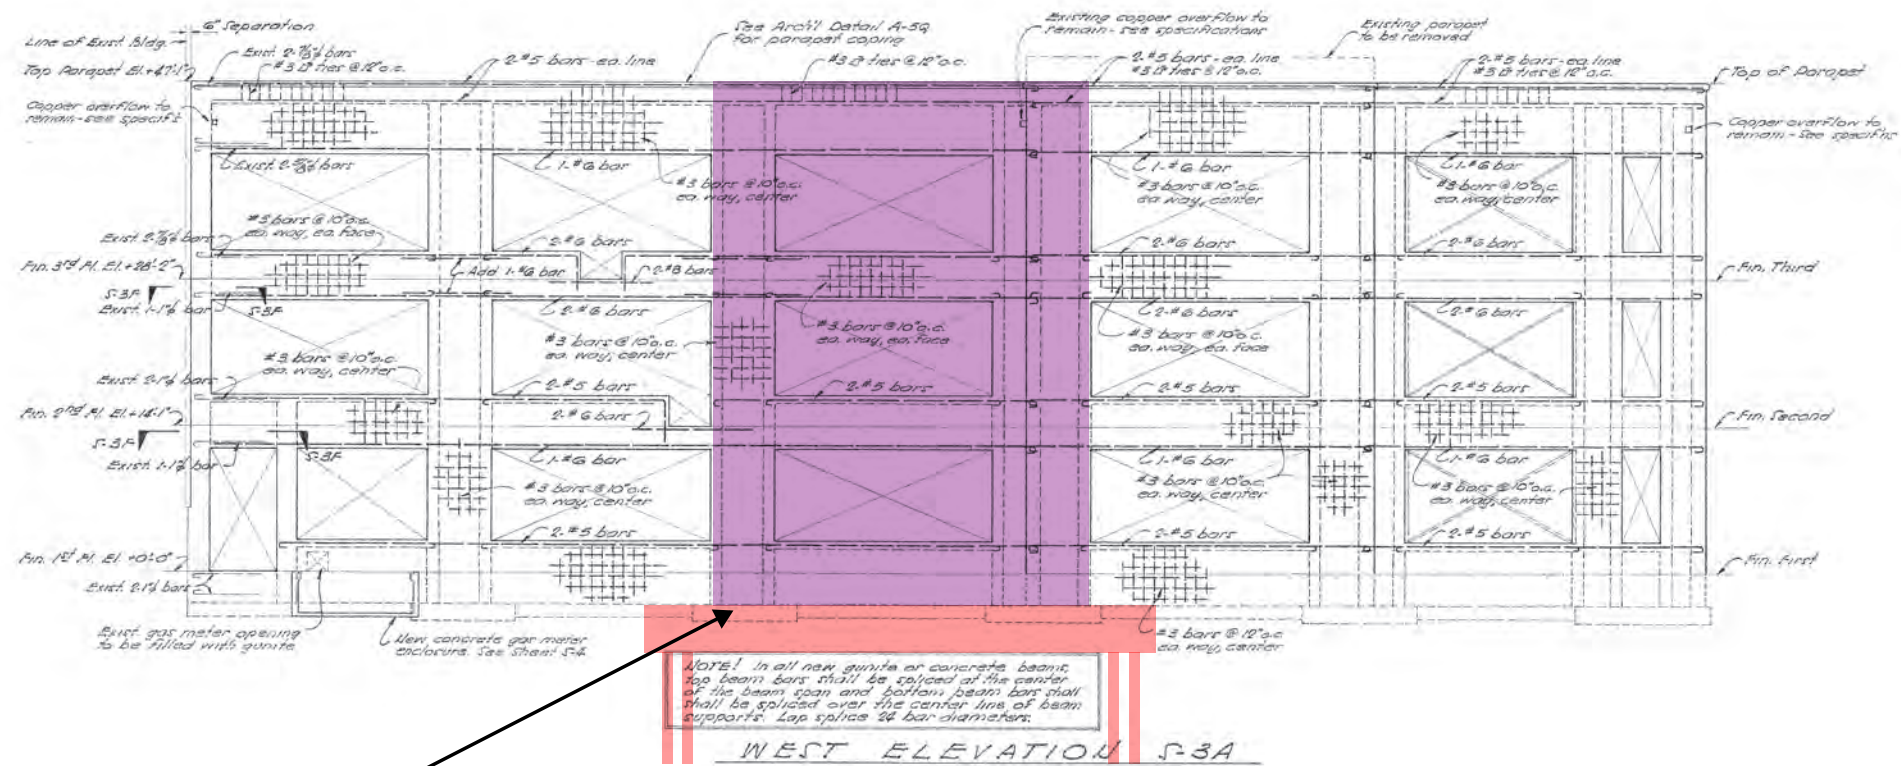 6" Separation
Line of Exist. Bldg.
Exist. 2-7/8"ϕ bars
#3 ties @ 12" o.c.
Top Parapet El. +47'-1"
2-#5 bars - ea. line
See Arch'l Detail A-5Q
for parapet coping
#3 ties @ 12" o.c.
Existing copper overflow to
remain - see specifications
Existing parapet
to be removed
2-#5 bars - ea. line
#3 ties @ 12" o.c.
2-#5 bars - ea. line
#3 ties @ 12" o.c.
Top of Parapet
Copper overflow to
remain - see specif's
Copper overflow to
remain - See specif'ns
Exist. 2-7/8"ϕ bars
1-#6 bar
#3 bars @ 10" o.c.
ea. way, center
1-#6 bar
#3 bars @ 10" o.c.
ea. way, center
1-#6 bar
#3 bars @ 10" o.c.
ea. way, center
#3 bars @ 10" o.c.
ea. way, ea. face
Exist. 2-7/8"ϕ bars
2-#6 bars
2-#6 bars
2-#6 bars
Fin. 3rd Fl. El. +28'-2"
Add 1-#6 bar
2-#8 bars
Fin. Third
S-3F
Exist. 1-1"ϕ bar
S-3F
2-#6 bars
2-#6 bars
2-#6 bars
#3 bars @ 10" o.c.
ea. way, center
#3 bars @ 10" o.c.
ea. way, ea. face
#3 bars @ 10" o.c.
ea. way, ea. face
#3 bars @ 10" o.c.
ea. way, center
Exist. 2-1"ϕ bars
2-#5 bars
2-#5 bars
2-#5 bars
2-#5 bars
Fin. 2nd Fl. El. +14'-1"
2-#6 bars
Fin. Second
S-3F
S-3F
Exist. 1-1"ϕ bar
1-#6 bar
1-#6 bar
1-#6 bar
#3 bars @ 10" o.c.
ea. way, center
#3 bars @ 10" o.c.
ea. way, center
#3 bars @ 10" o.c.
ea. way, center
2-#5 bars
2-#5 bars
2-#5 bars
Fin. 1st Fl. El. +0'-0"
Fin. First
Exist. 2-1"ϕ bars
Exist. gas meter opening
to be filled with gunite
New concrete gas meter
enclosure. See Sheet S-4
#3 bars @ 12" o.c.
ea. way, center
NOTE! In all new gunite or concrete beams,
top beam bars shall be spliced at the center
of the beam span and bottom beam bars shall
shall be spliced over the center line of beam
supports. Lap splice 24 bar diameters.
WEST ELEVATION S-3A